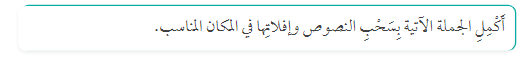 أَكْمِلِ الجملة الآتية بِسَحْبِ النصوص وإفلاتِها في المكان المناسب.